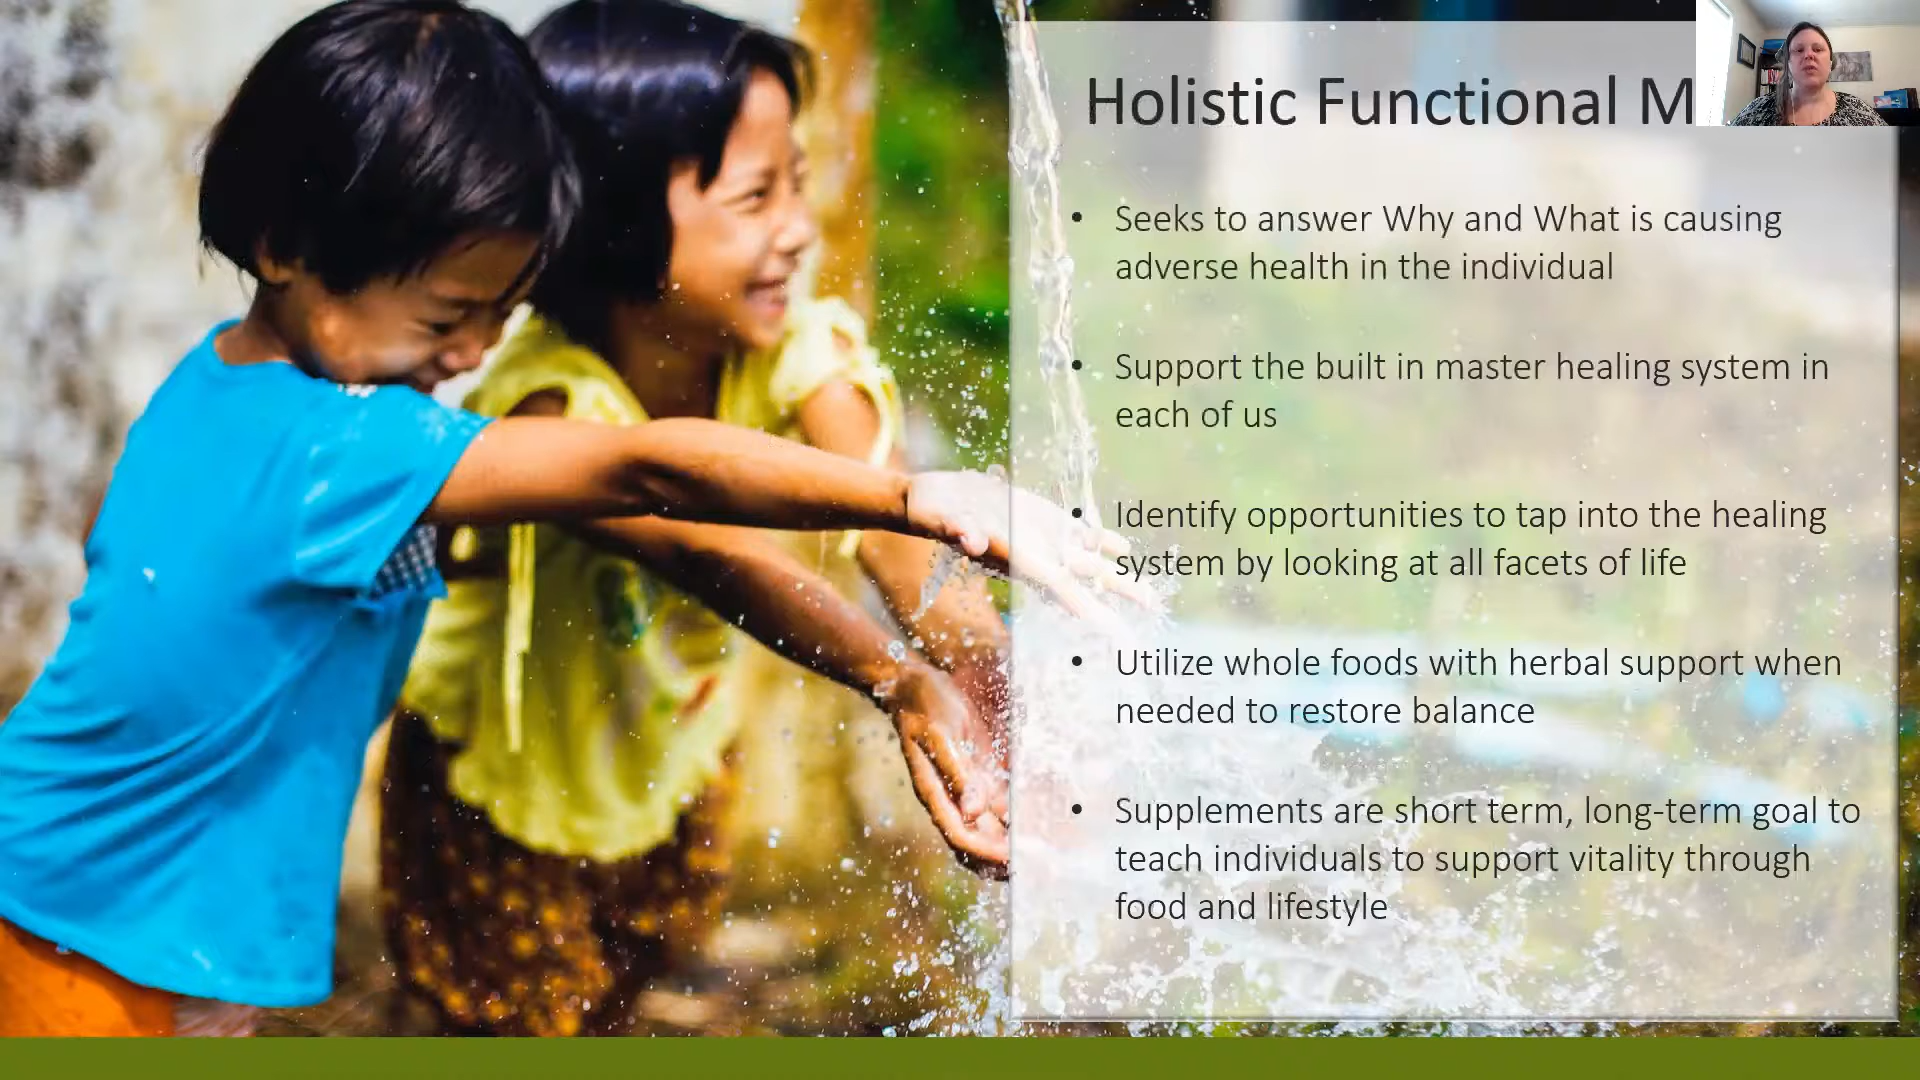 Holistic Functional M
• Seeks to answer Why and What is causing
adverse health in the individual
• Support the built in master healing system in
each of us
• Identify opportunities to tap into the healing
system by looking at all facets of life
• Utilize whole foods with herbal support when
needed to restore balance
• Supplements are short term, long-term goal to
teach individuals to support vitality through
food and lifestyle